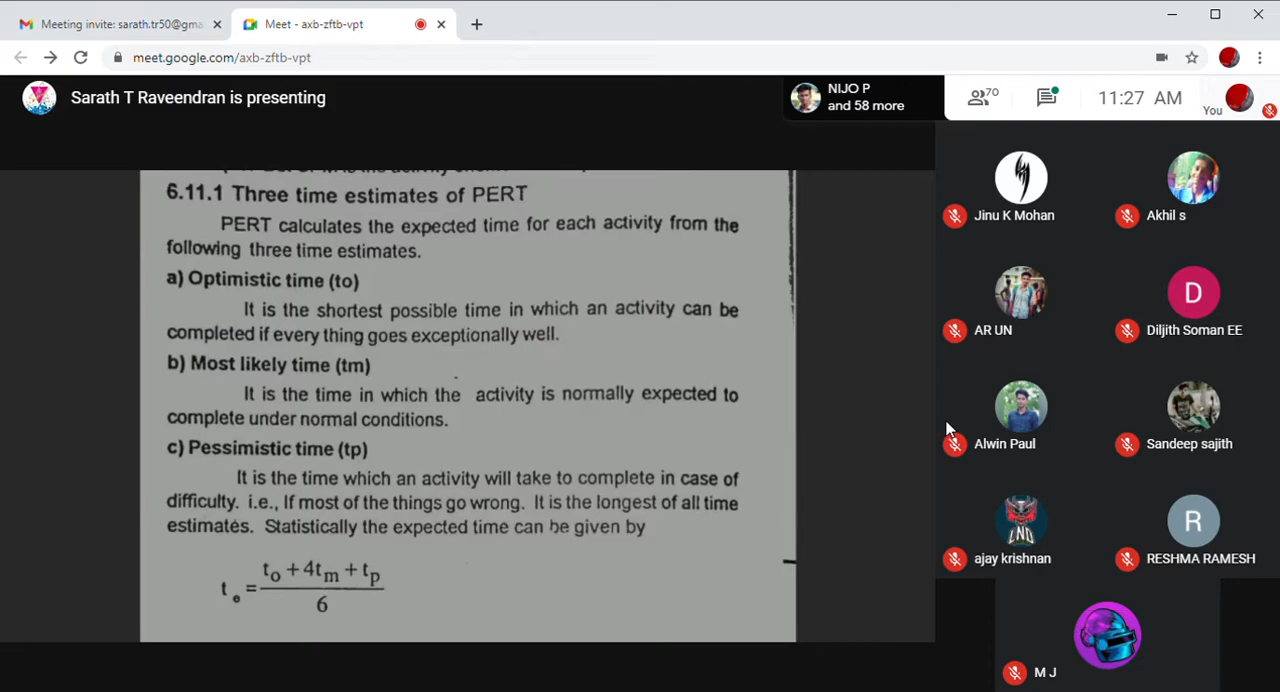 Meeting invite: sarath.tr50@gma
Meet - axb-zftb-vpt
meet.google.com/axb-zftb-vpt
Sarath T Raveendran is presenting
NIJO P
and 58 more
70
11:27 AM
You
6.11.1 Three time estimates of PERT
PERT calculates the expected time for each activity from the
following three time estimates.
a) Optimistic time (to)
It is the shortest possible time in which an activity can be
completed if every thing goes exceptionally well.
b) Most likely time (tm)
It is the time in which the activity is normally expected to
complete under normal conditions.
c) Pessimistic time (tp)
It is the time which an activity will take to complete in case of
difficulty. i.e., If most of the things go wrong. It is the longest of all time
estimates. Statistically the expected time can be given by
te = (to + 4tm + tp) / 6
Jinu K Mohan
Akhil s
AR UN
D
Diljith Soman EE
Alwin Paul
Sandeep sajith
LND
ajay krishnan
R
RESHMA RAMESH
M J